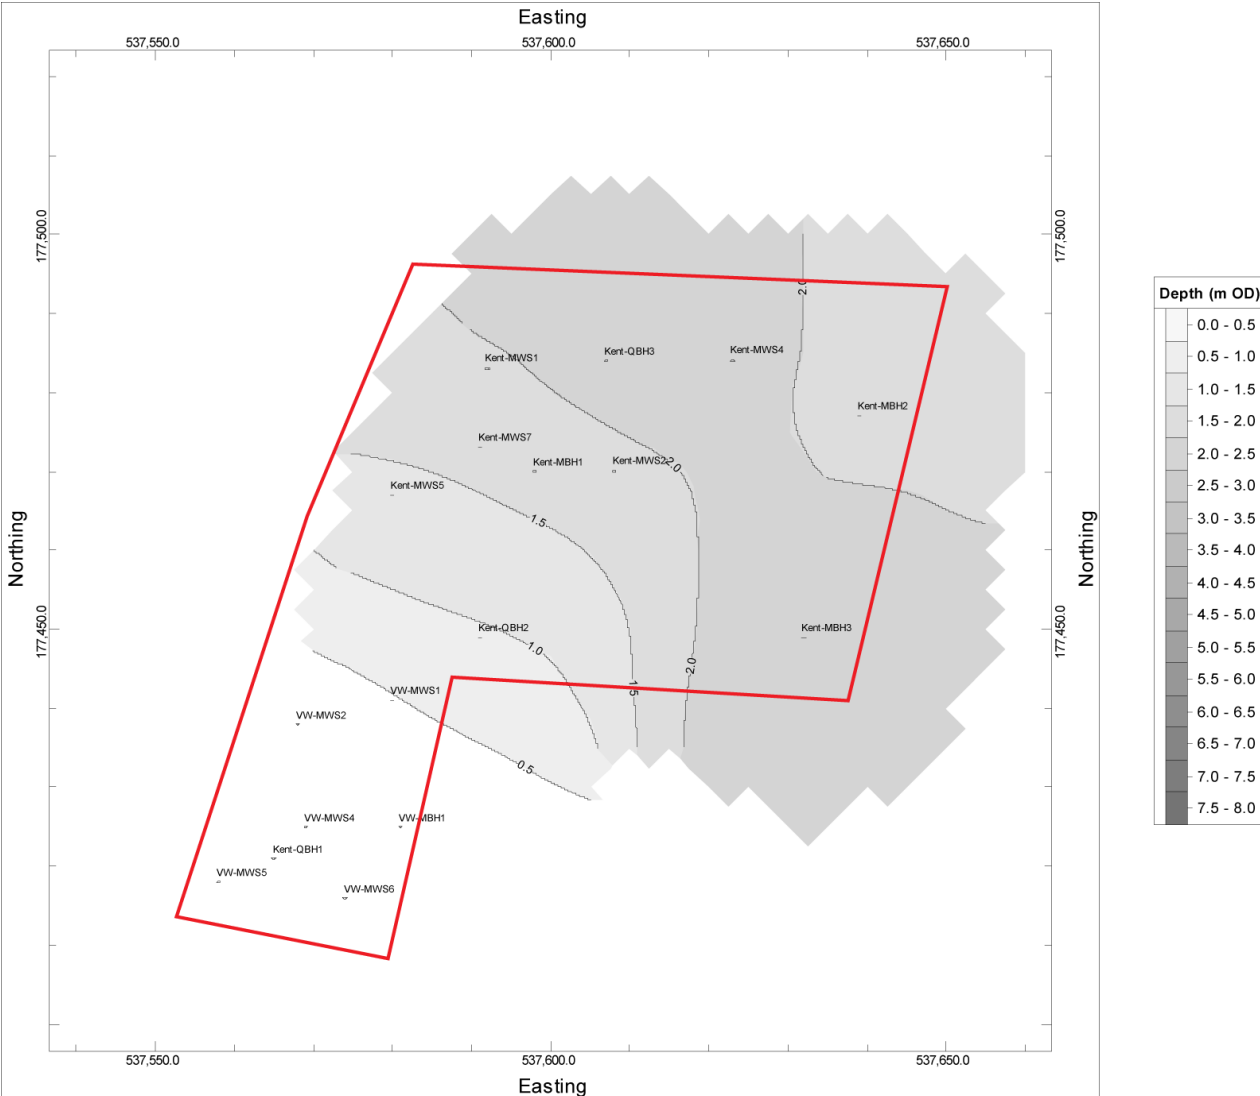 Easting
537,550.0 537,600.0 537,650.0
177,500.0 177,500.0
2.0
Kent-MWS1 Kent-QBH3 Kent-MWS4
Kent-MBH2
Kent-MWS7
Kent-MBH1 Kent-MWS2 2.0
Kent-MWS5
1.5
Northing Northing
177,450.0 177,450.0
Kent-QBH2 Kent-MBH3
1.0
2.0
VW-MWS1 1.5
VW-MWS2
0.5
VW-MWS4 VW-MBH1
Kent-QBH1
VW-MWS5
VW-MWS6
537,550.0 537,600.0 537,650.0
Easting
Depth (m OD)
0.0 - 0.5
0.5 - 1.0
1.0 - 1.5
1.5 - 2.0
2.0 - 2.5
2.5 - 3.0
3.0 - 3.5
3.5 - 4.0
4.0 - 4.5
4.5 - 5.0
5.0 - 5.5
5.5 - 6.0
6.0 - 6.5
6.5 - 7.0
7.0 - 7.5
7.5 - 8.0